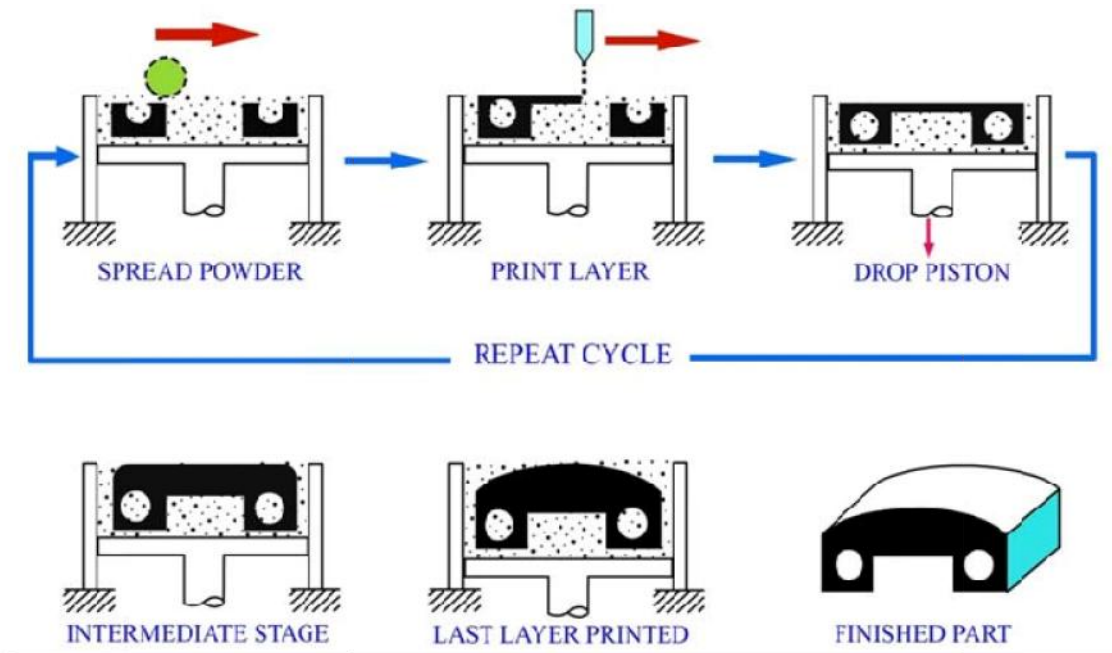 SPREAD POWDER
PRINT LAYER
DROP PISTON
REPEAT CYCLE
INTERMEDIATE STAGE
LAST LAYER PRINTED
FINISHED PART